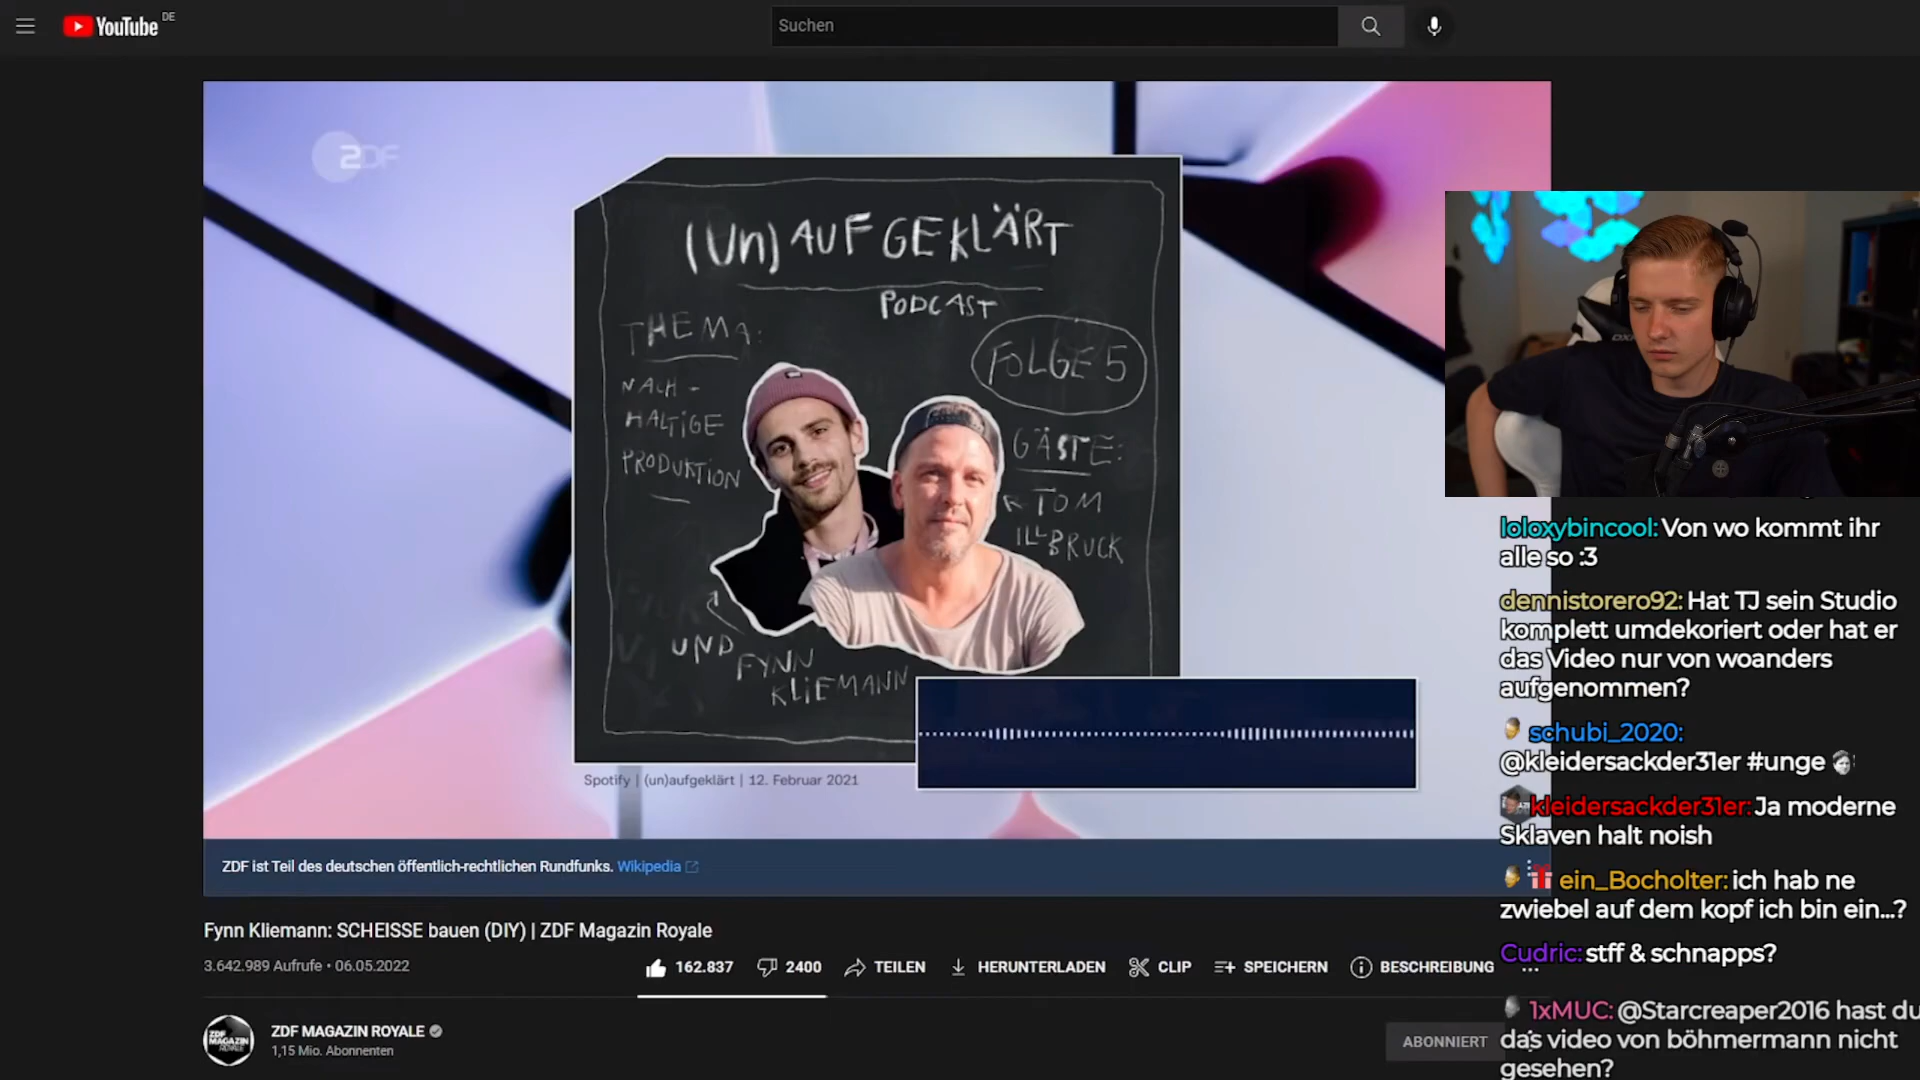 YouTube DE
Suchen
ZDF
(Un)AUFGEKLÄRT
PODCAST
THEMA:
NACH-
HALTIGE
PRODUKTION
FOLGE 5
GÄSTE:
TOM
ILLBRUCK
UND
FYNN
KLIEMANN
Spotify | (un)aufgeklärt | 12. Februar 2021
ZDF ist Teil des deutschen öffentlich-rechtlichen Rundfunks. Wikipedia
Fynn Kliemann: SCHEISSE bauen (DIY) | ZDF Magazin Royale
3.642.989 Aufrufe • 06.05.2022
162.837
2400
TEILEN
HERUNTERLADEN
CLIP
SPEICHERN
BESCHREIBUNG
...
ZDF
MAGAZIN
ROYALE
ZDF MAGAZIN ROYALE
1,15 Mio. Abonnenten
ABONNIERT
loloxybincool: Von wo kommt ihr
alle so :3
dennistorero92: Hat TJ sein Studio
komplett umdekoriert oder hat er
das Video nur von woanders
aufgenommen?
schubi_2020:
@kleidersackder31er #unge
kleidersackder31er: Ja moderne
Sklaven halt noish
ein_Bocholter: ich hab ne
zwiebel auf dem kopf ich bin ein...?
Cudric: stff & schnapps?
1xMUC: @Starcreaper2016 hast du
das video von böhmermann nicht
gesehen?